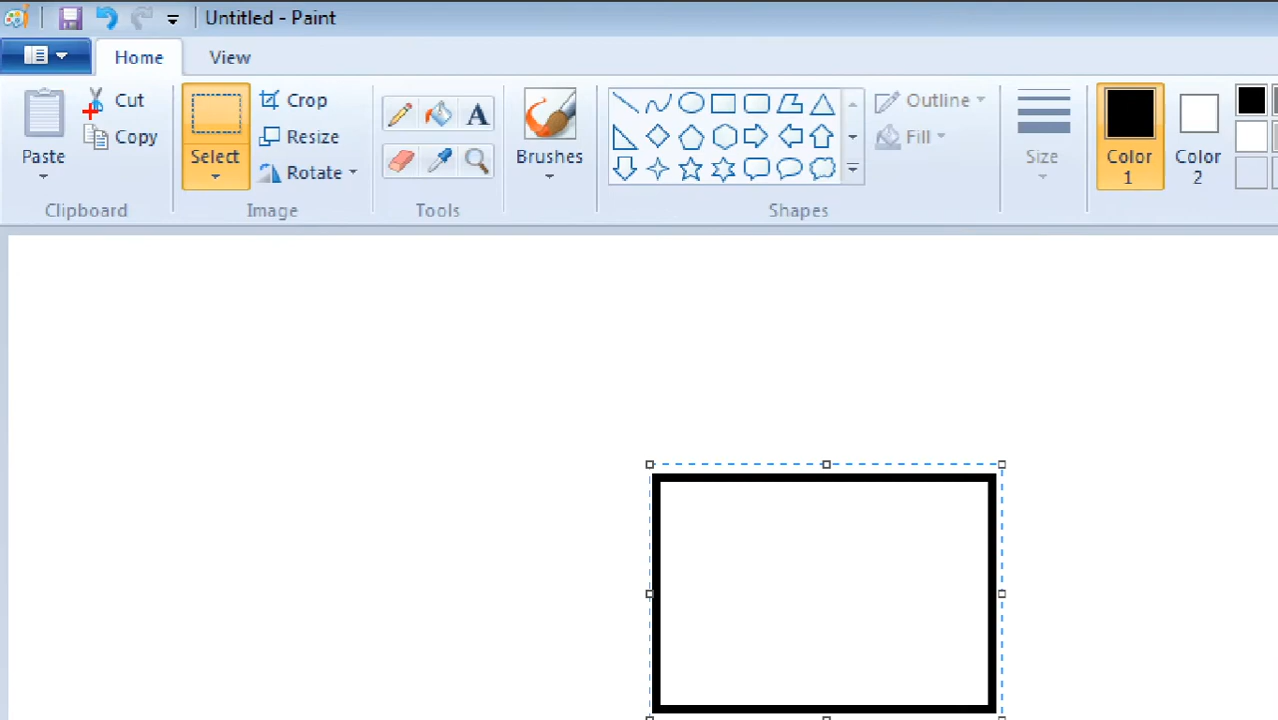 Untitled - Paint
Home View
Cut Crop A Outline
Copy Resize Fill
Paste Select Rotate Brushes Size Color 1 Color 2
Clipboard Image Tools Shapes